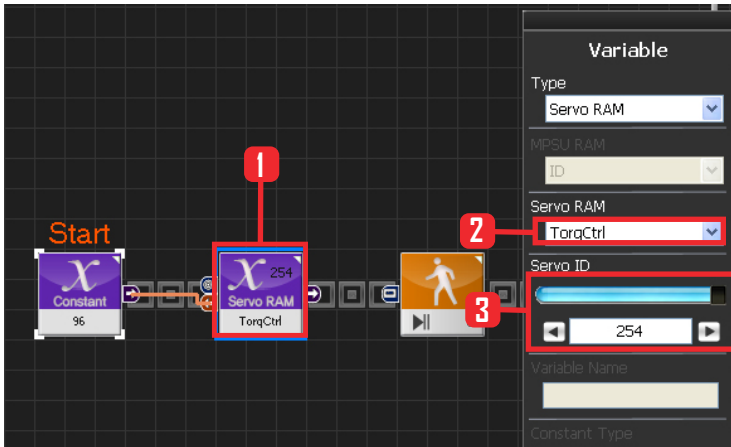 Start
Constant
96
1
254
Servo RAM
TorqCtrl
Variable
Type
Servo RAM
MPSU RAM
ID
Servo RAM
2
TorqCtrl
Servo ID
3
254
Variable Name
Constant Type